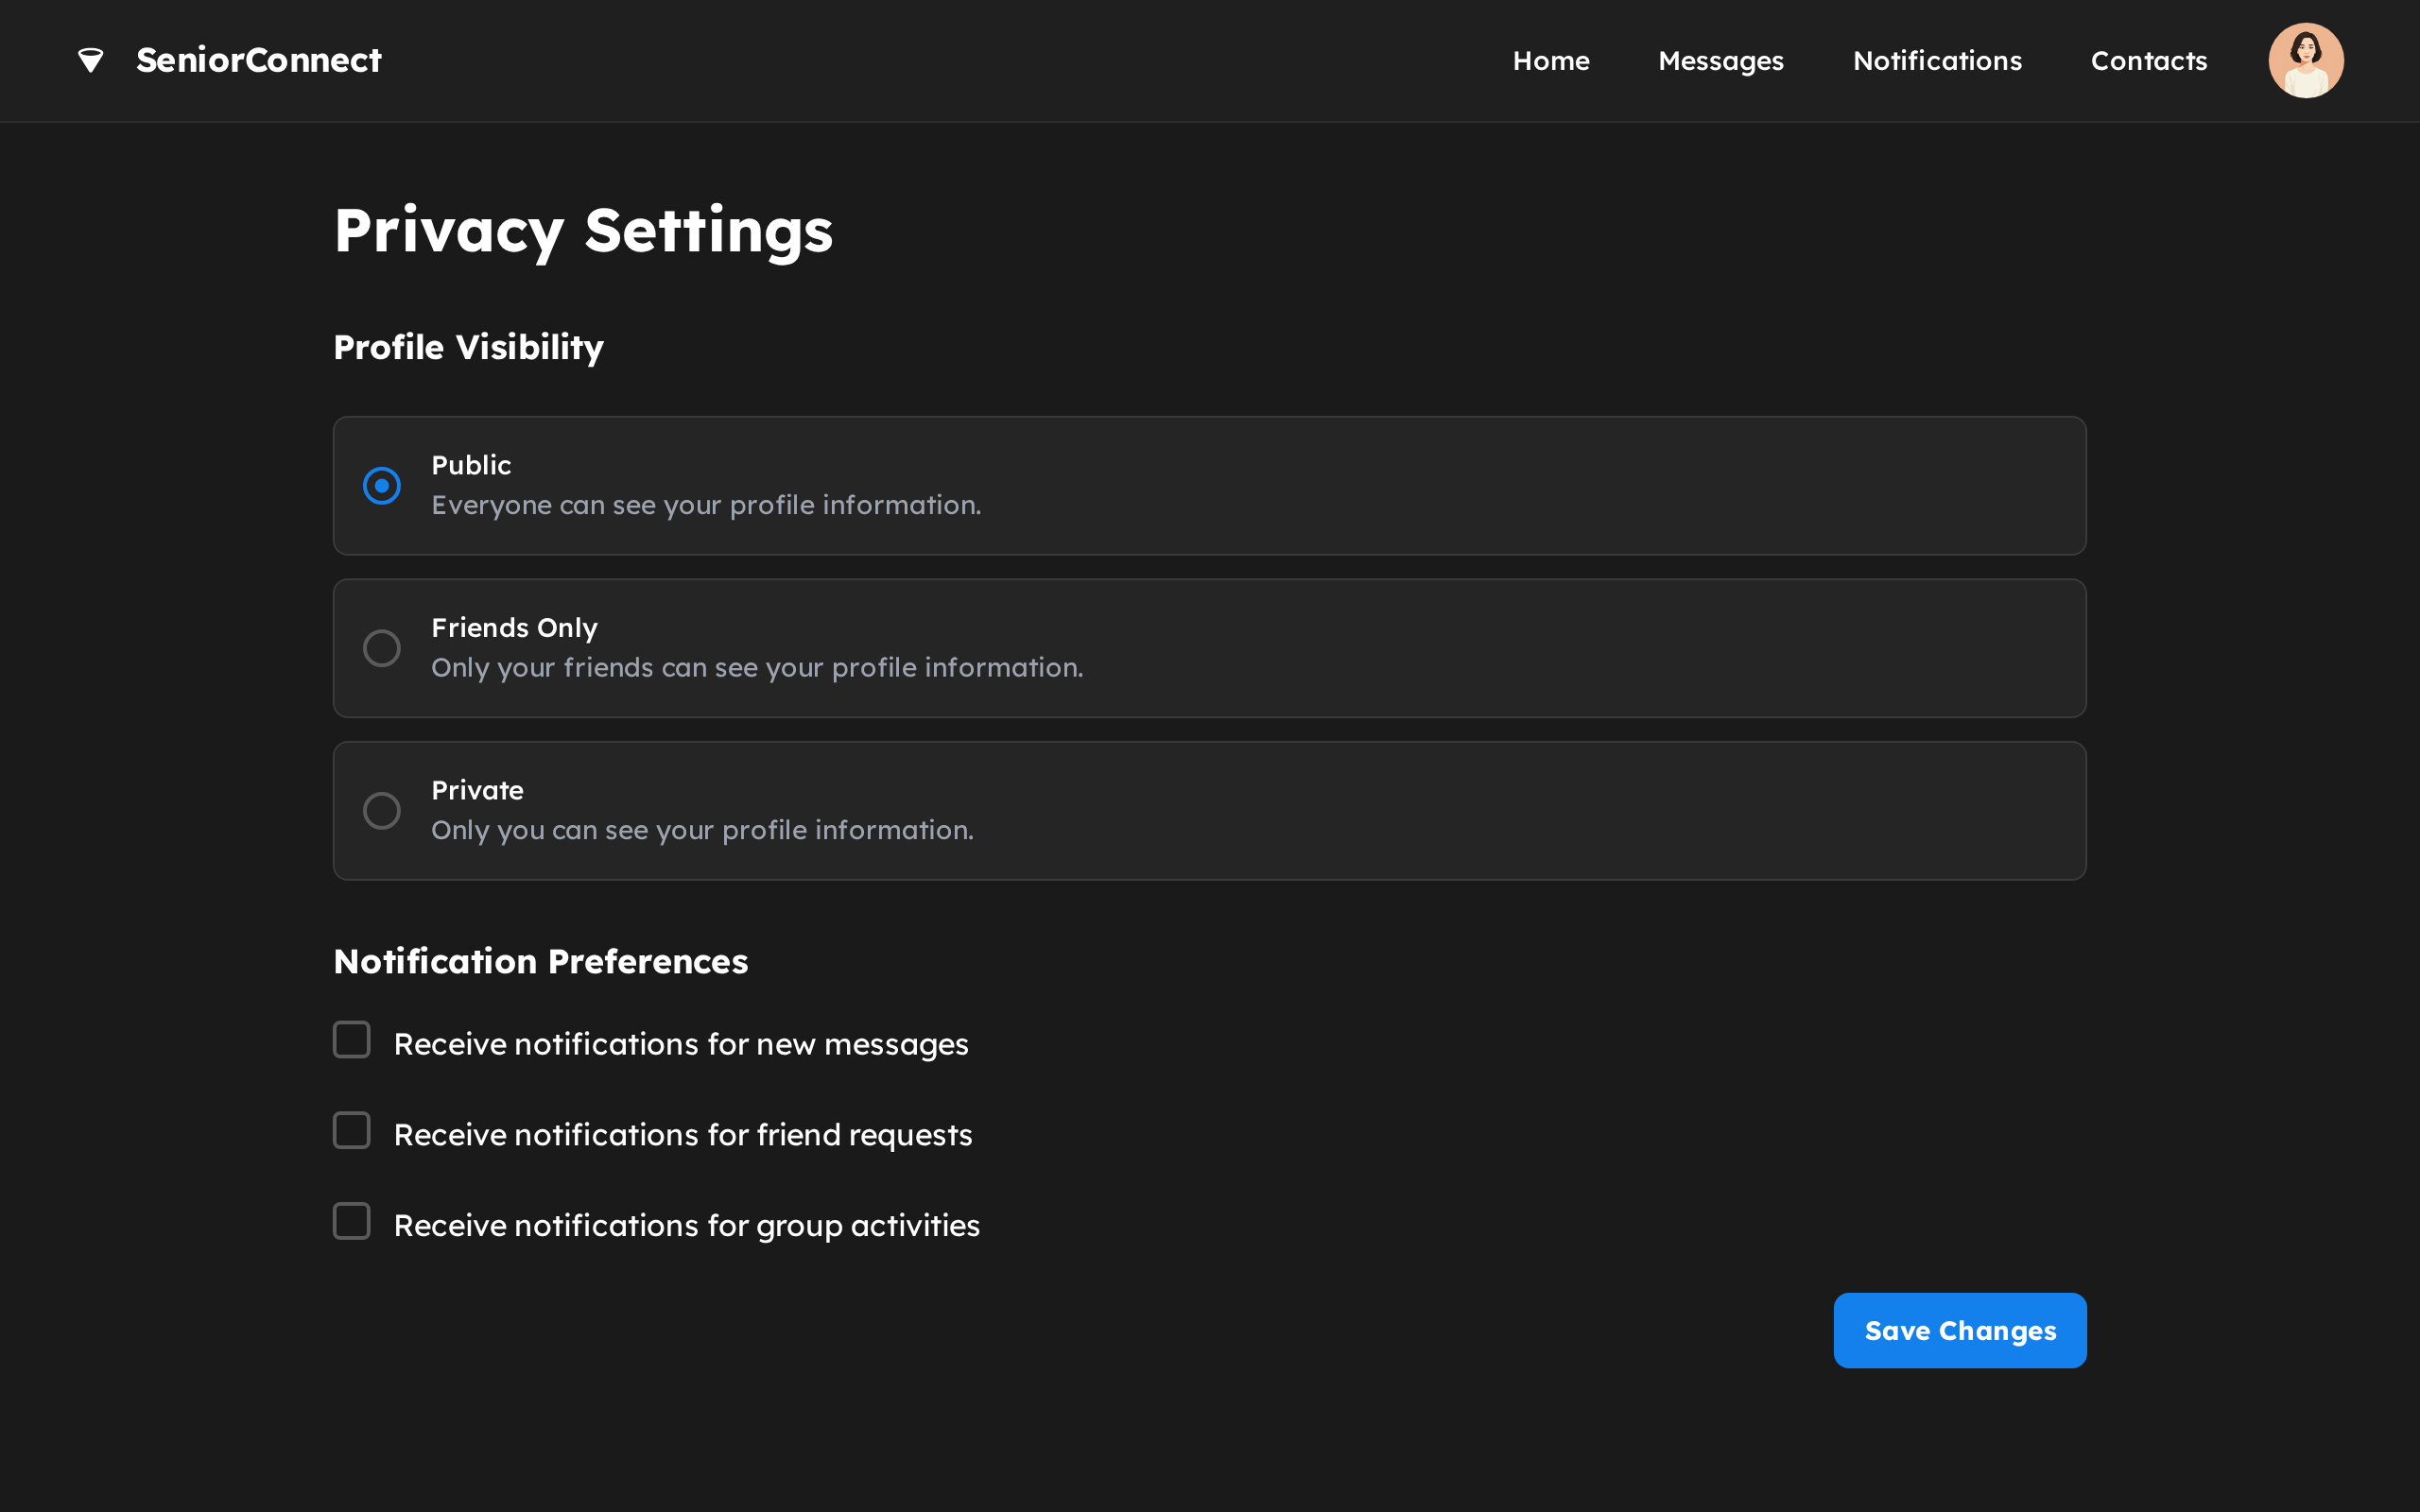 SeniorConnect
Home
Messages
Notifications
Contacts
Privacy Settings
Profile Visibility
Public
Everyone can see your profile information.
Friends Only
Only your friends can see your profile information.
Private
Only you can see your profile information.
Notification Preferences
Receive notifications for new messages
Receive notifications for friend requests
Receive notifications for group activities
Save Changes